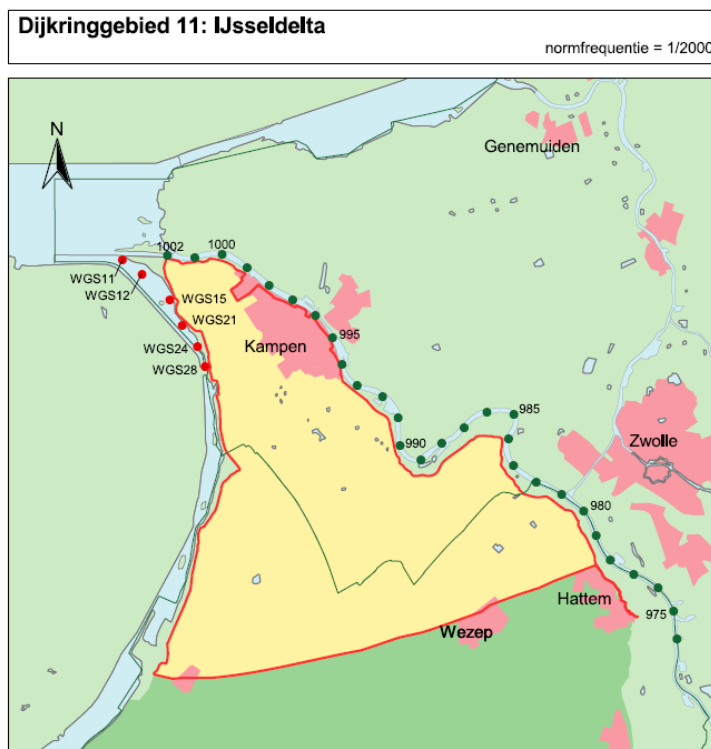 Dijkringgebied 11: IJsseldelta
normfrequentie = 1/2000
N
Genemuiden
1002
1000
WGS11
WGS12
WGS15
WGS21
995
WGS24
Kampen
WGS28
985
990
Zwolle
980
Hattem
975
Wezep